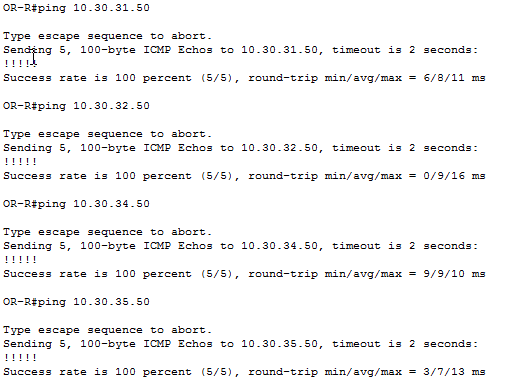 OR-R#ping 10.30.31.50
Type escape sequence to abort.
Sending 5, 100-byte ICMP Echos to 10.30.31.50, timeout is 2 seconds:
!!!!!
Success rate is 100 percent (5/5), round-trip min/avg/max = 6/8/11 ms
OR-R#ping 10.30.32.50
Type escape sequence to abort.
Sending 5, 100-byte ICMP Echos to 10.30.32.50, timeout is 2 seconds:
!!!!!
Success rate is 100 percent (5/5), round-trip min/avg/max = 0/9/16 ms
OR-R#ping 10.30.34.50
Type escape sequence to abort.
Sending 5, 100-byte ICMP Echos to 10.30.34.50, timeout is 2 seconds:
!!!!!
Success rate is 100 percent (5/5), round-trip min/avg/max = 9/9/10 ms
OR-R#ping 10.30.35.50
Type escape sequence to abort.
Sending 5, 100-byte ICMP Echos to 10.30.35.50, timeout is 2 seconds:
!!!!!
Success rate is 100 percent (5/5), round-trip min/avg/max = 3/7/13 ms